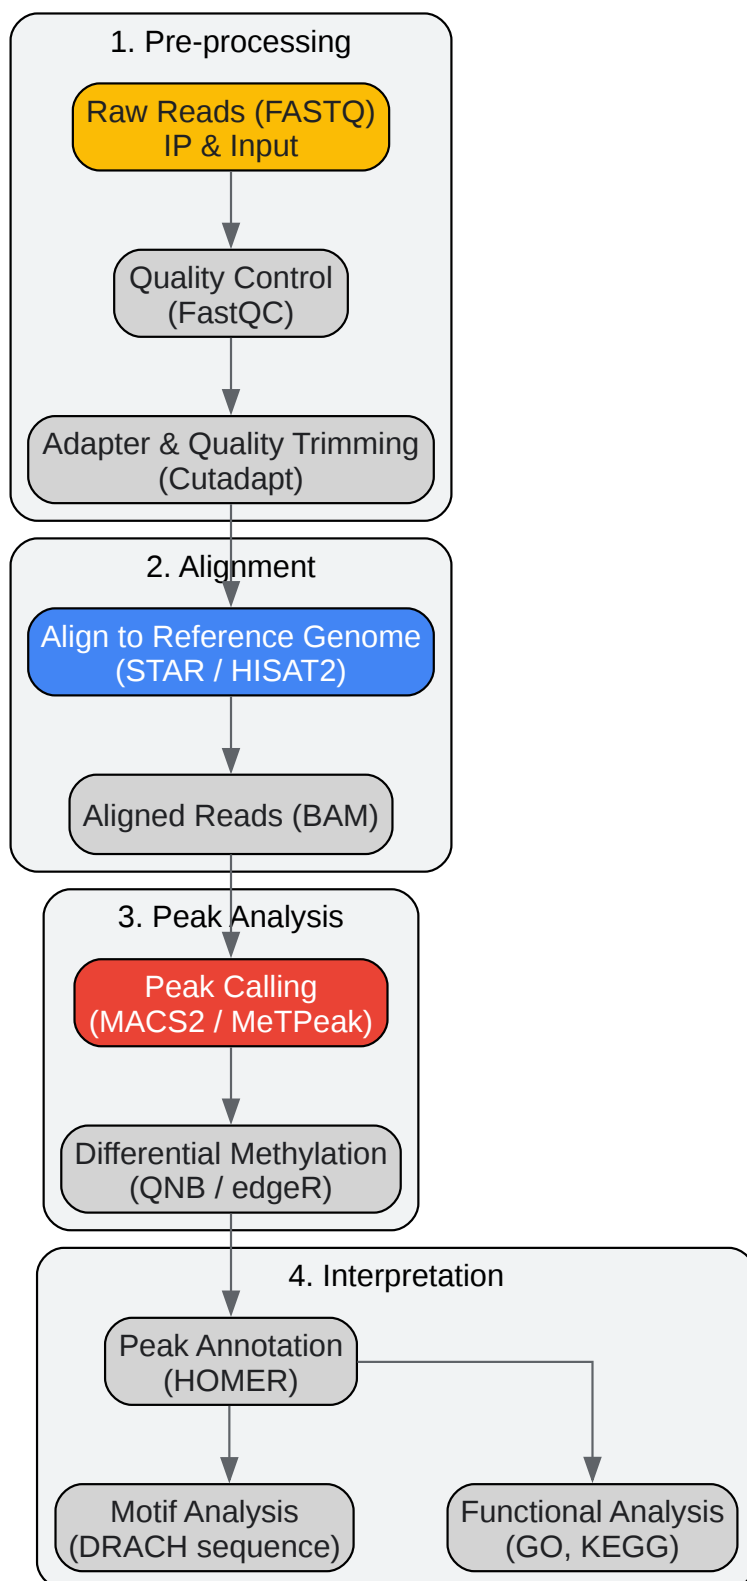 1. Pre-processing
Raw Reads (FASTQ)
IP & Input
Quality Control
(FastQC)
Adapter & Quality Trimming
(Cutadapt)
2. Alignment
Align to Reference Genome
(STAR / HISAT2)
Aligned Reads (BAM)
3. Peak Analysis
Peak Calling
(MACS2 / MeTPeak)
Differential Methylation
(QNB / edgeR)
4. Interpretation
Peak Annotation
(HOMER)
Motif Analysis
(DRACH sequence)
Functional Analysis
(GO, KEGG)